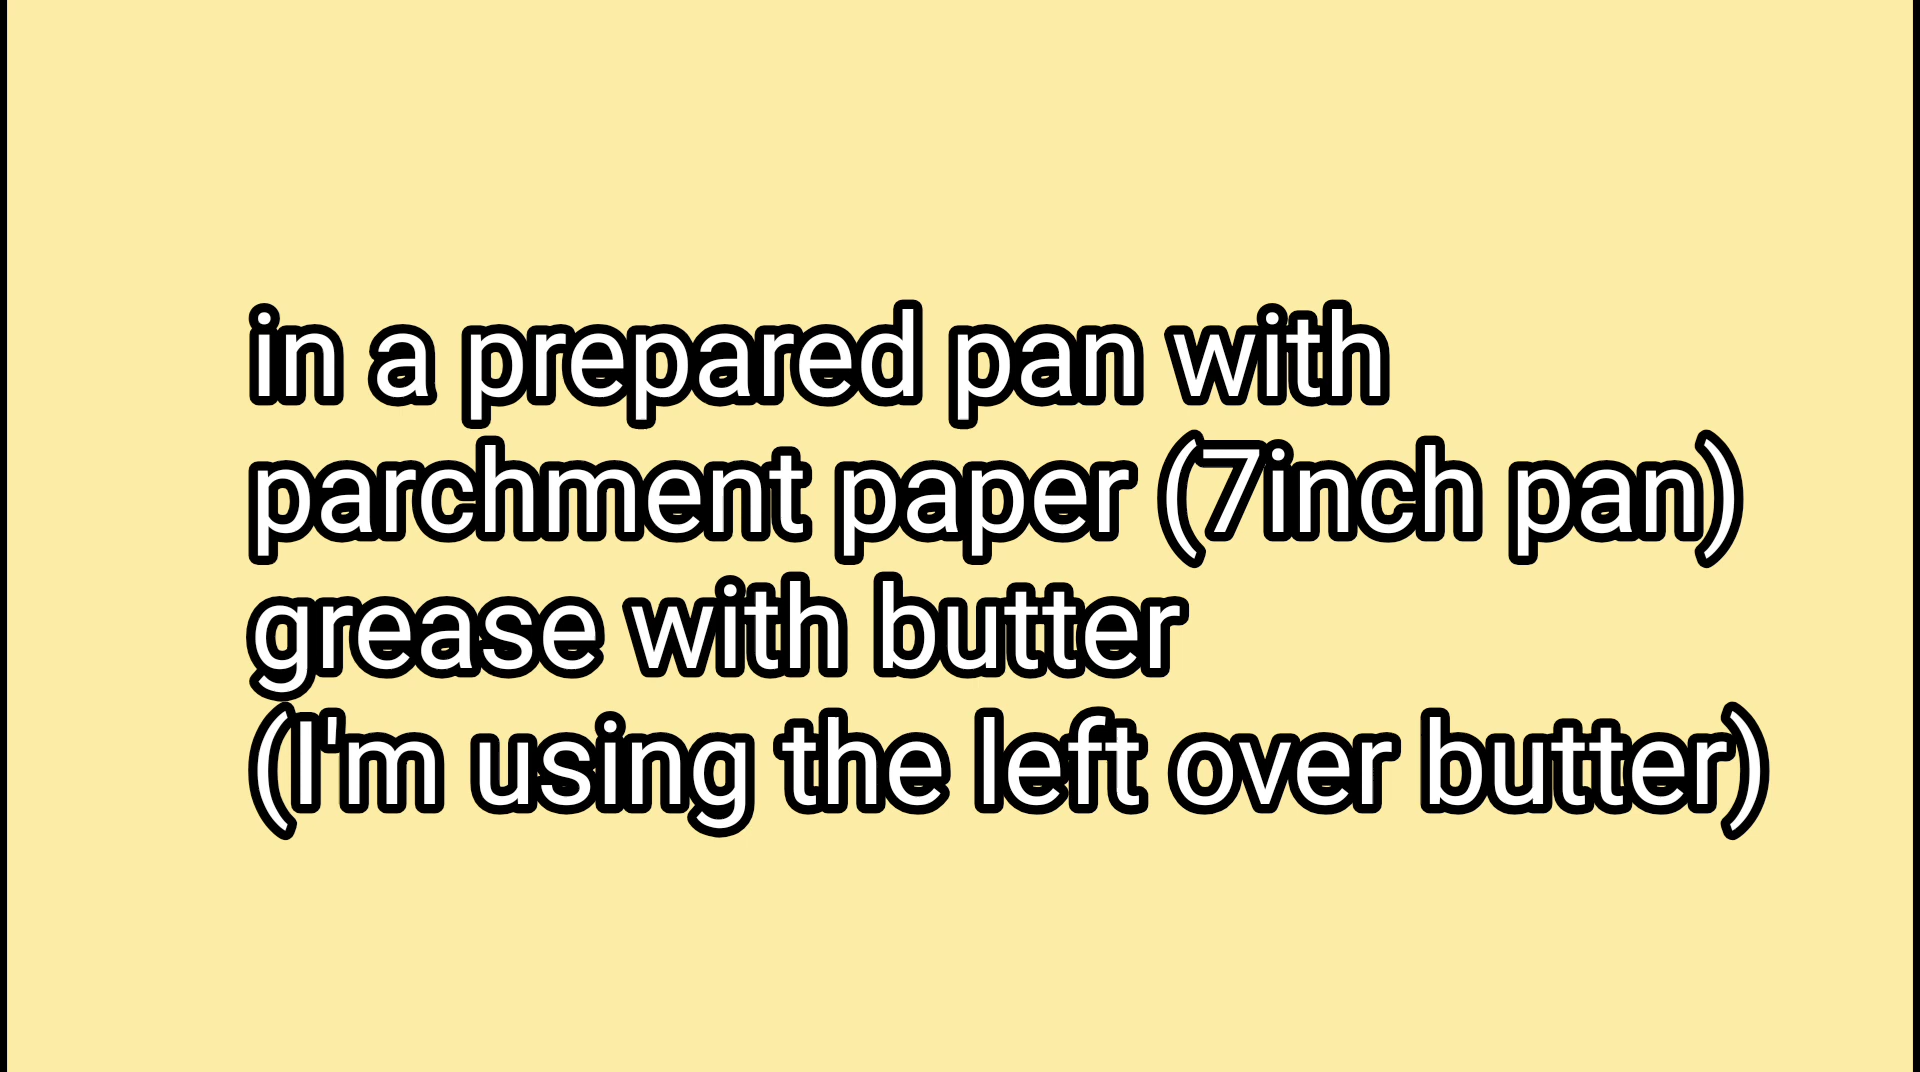 in a prepared pan with
parchment paper (7inch pan)
grease with butter
(I'm using the left over butter)